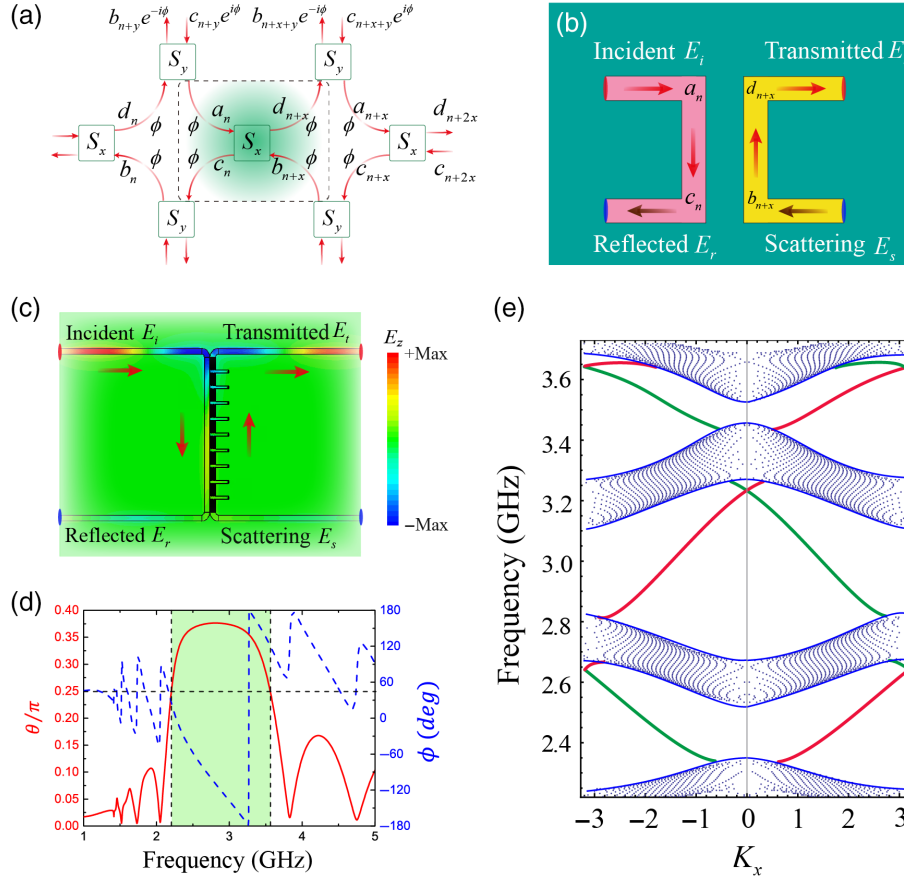 (a)
b_{n+y}e^{-iϕ} c_{n+y}e^{iϕ} b_{n+x+y}e^{-iϕ} c_{n+x+y}e^{iϕ}
S_y S_y
d_n a_n d_{n+x} a_{n+x} d_{n+2x}
ϕ ϕ ϕ ϕ
S_x S_x S_x
ϕ ϕ ϕ ϕ
b_n c_n b_{n+x} c_{n+x} c_{n+2x}
S_y S_y
(b)
Incident E_i Transmitted E
a_n d_{n+x}
c_n b_{n+x}
Reflected E_r Scattering E_s
(c)
Incident E_i Transmitted E_t
E_z
+Max
−Max
Reflected E_r Scattering E_s
(d)
0.40 180
0.35 120
0.30 60
0.25 0
0.20 −60
0.15 −120
0.10 −180
0.05
0.00
θ/π
ϕ (deg)
1 2 3 4 5
Frequency (GHz)
(e)
3.6
3.4
3.2
3.0
2.8
2.6
2.4
Frequency (GHz)
−3 −2 −1 0 1 2 3
K_x